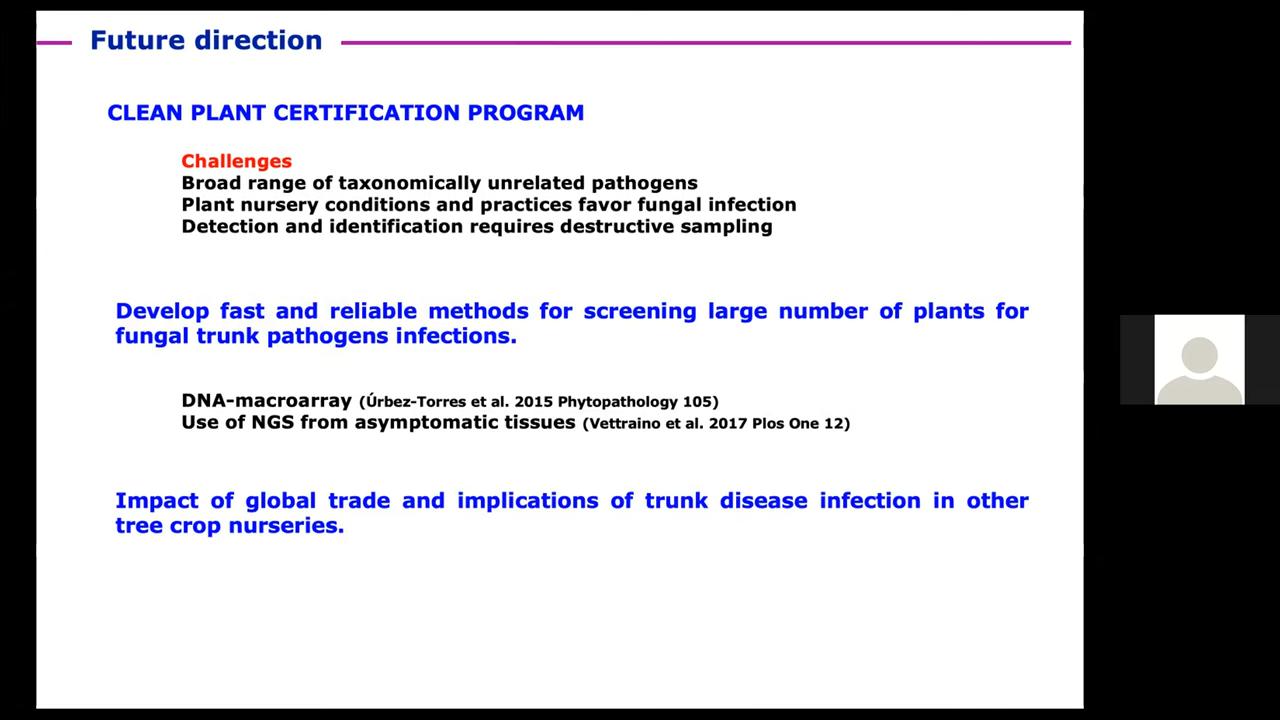 Future direction
CLEAN PLANT CERTIFICATION PROGRAM
Challenges
Broad range of taxonomically unrelated pathogens
Plant nursery conditions and practices favor fungal infection
Detection and identification requires destructive sampling
Develop fast and reliable methods for screening large number of plants for
fungal trunk pathogens infections.
DNA-macroarray (Úrbez-Torres et al. 2015 Phytopathology 105)
Use of NGS from asymptomatic tissues (Vettraino et al. 2017 Plos One 12)
Impact of global trade and implications of trunk disease infection in other
tree crop nurseries.